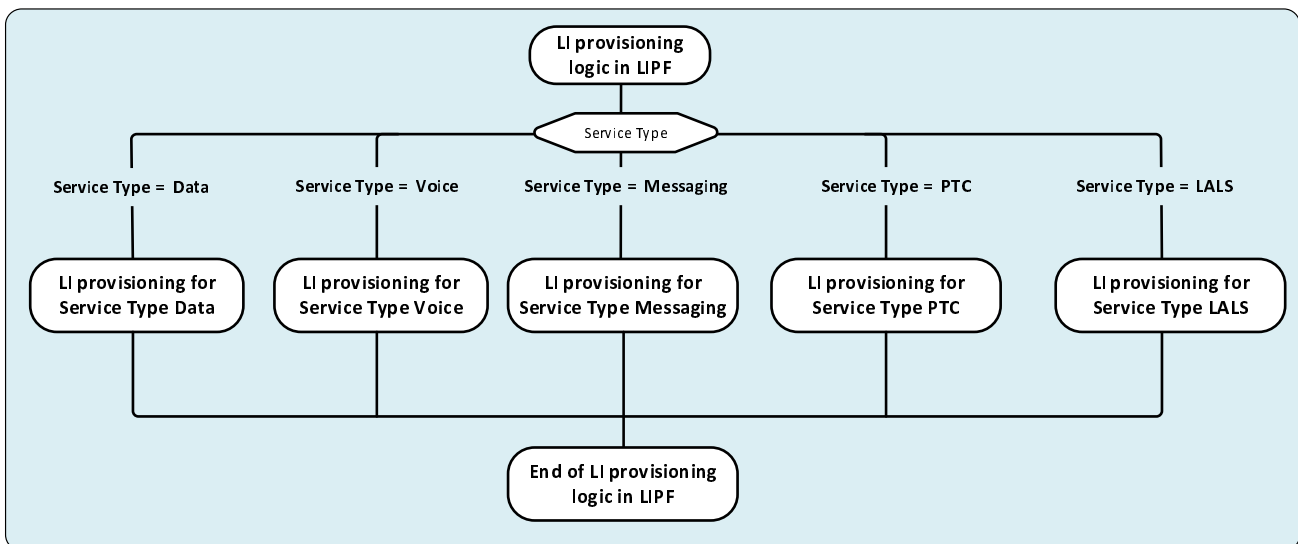 LI provisioning
logic in LIPF
Service Type
Service Type = Data
Service Type = Voice
Service Type = Messaging
Service Type = PTC
Service Type = LALS
LI provisioning for
Service Type Data
LI provisioning for
Service Type Voice
LI provisioning for
Service Type Messaging
LI provisioning for
Service Type PTC
LI provisioning for
Service Type LALS
End of LI provisioning
logic in LIPF